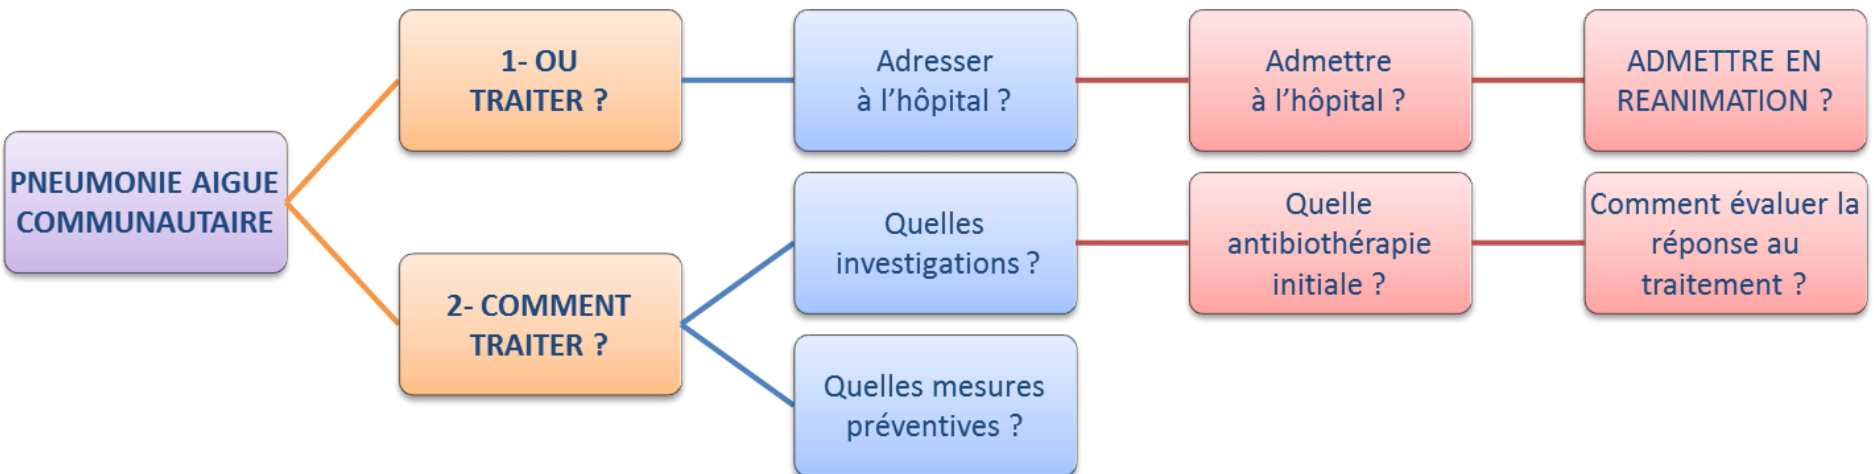 PNEUMONIE AIGUE
COMMUNAUTAIRE
1- OU
TRAITER ?
Adresser
à l’hôpital ?
Admettre
à l’hôpital ?
ADMETTRE EN
REANIMATION ?
2- COMMENT
TRAITER ?
Quelles
investigations ?
Quelle
antibiothérapie
initiale ?
Comment évaluer la
réponse au
traitement ?
Quelles mesures
préventives ?